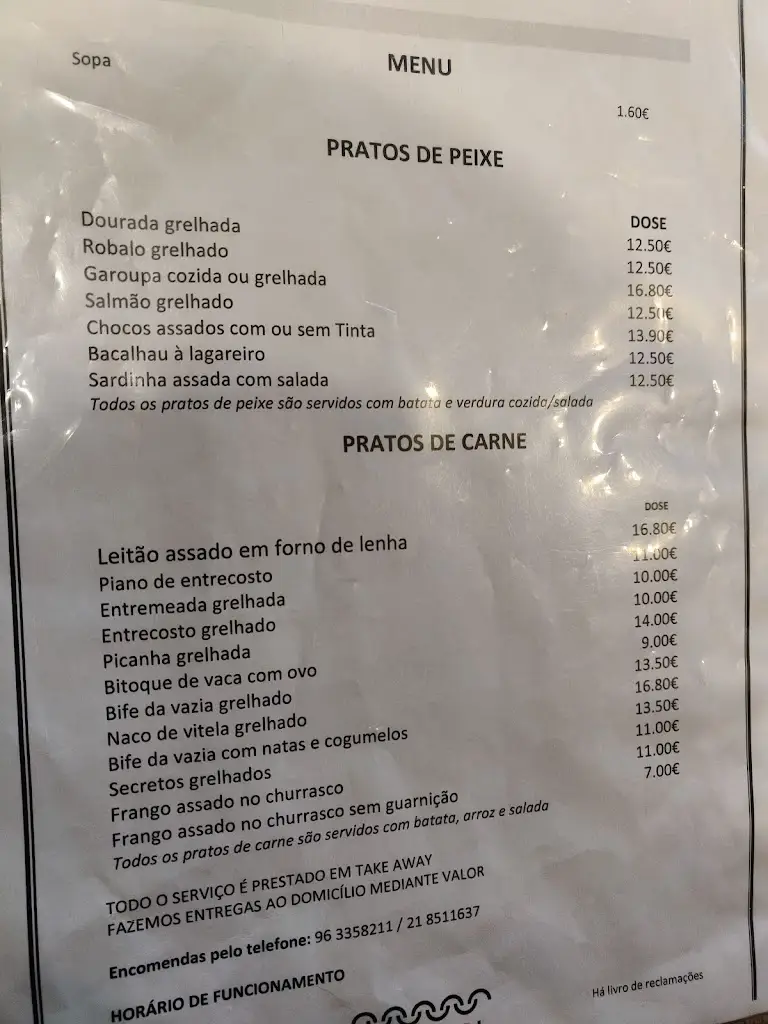 Sopa
MENU
1.60€
PRATOS DE PEIXE
DOSE
Dourada grelhada 12.50€
Robalo grelhado 12.50€
Garoupa cozida ou grelhada 16.80€
Salmão grelhado 12.50€
Chocos assados com ou sem Tinta 13.90€
Bacalhau à lagareiro 12.50€
Sardinha assada com salada 12.50€
Todos os pratos de peixe são servidos com batata e verdura cozida/salada
PRATOS DE CARNE
DOSE
Leitão assado em forno de lenha 16.80€
Piano de entrecosto 11.00€
Entremeada grelhada 10.00€
Entrecosto grelhado 10.00€
Picanha grelhada 14.00€
Bitoque de vaca com ovo 9.00€
Bife da vazia grelhado 13.50€
Naco de vitela grelhado 16.80€
Bife da vazia com natas e cogumelos 13.50€
Secretos grelhados 11.00€
Frango assado no churrasco 11.00€
Frango assado no churrasco sem guarnição 7.00€
Todos os pratos de carne são servidos com batata, arroz e salada
TODO O SERVIÇO É PRESTADO EM TAKE AWAY
FAZEMOS ENTREGAS AO DOMICÍLIO MEDIANTE VALOR
Encomendas pelo telefone: 96 3358211 / 21 8511637
HORÁRIO DE FUNCIONAMENTO
Há livro de reclamações